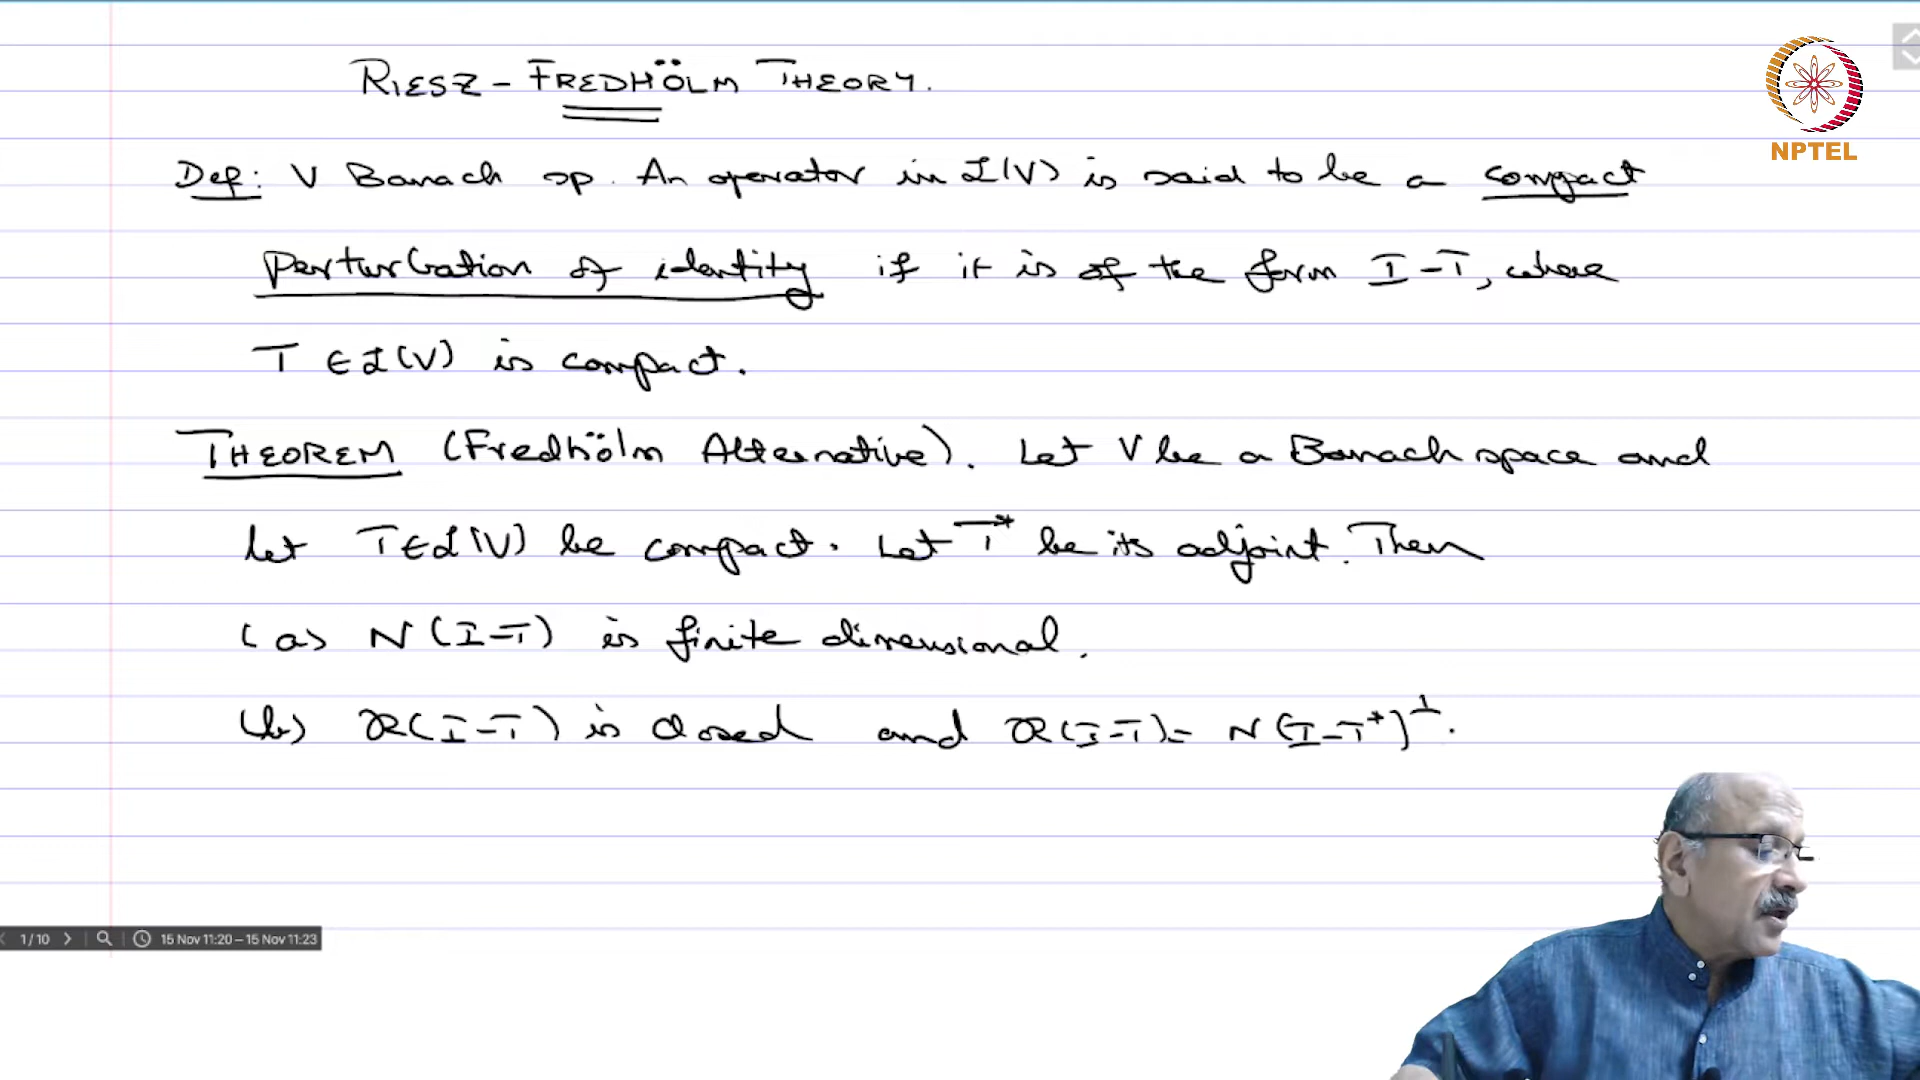 RIESZ - FREDHÖLM THEORY.
NPTEL
Def: V Banach sp. An operator in L(V) is said to be a compact
perturbation of identity if it is of the form I-T, where
T ∈ L(V) is compact.
THEOREM (Fredhölm Alternative). Let V be a Banach space and
let T ∈ L(V) be compact. Let T* be its adjoint. Then
(a) N(I-T) is finite dimensional.
(b) R(I-T) is closed and R(I-T) = N(I-T*)^⊥.
1/10 15 Nov 11:20 – 15 Nov 11:23